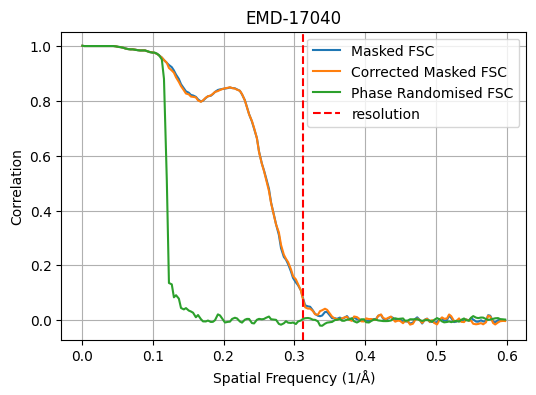 EMD-17040
Masked FSC
Corrected Masked FSC
Phase Randomised FSC
resolution
1.0
0.8
0.6
0.4
0.2
0.0
Correlation
0.0 0.1 0.2 0.3 0.4 0.5 0.6
Spatial Frequency (1/Å)